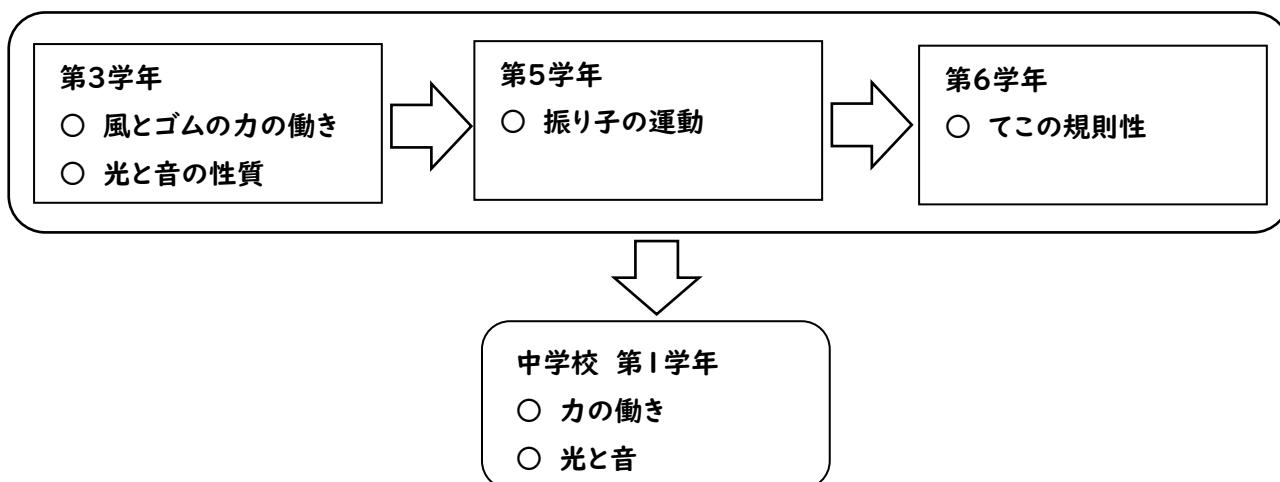 第3学年
○ 風とゴムの力の働き
○ 光と音の性質
第5学年
○ 振り子の運動
第6学年
○ てこの規則性
中学校 第1学年
○ 力の働き
○ 光と音